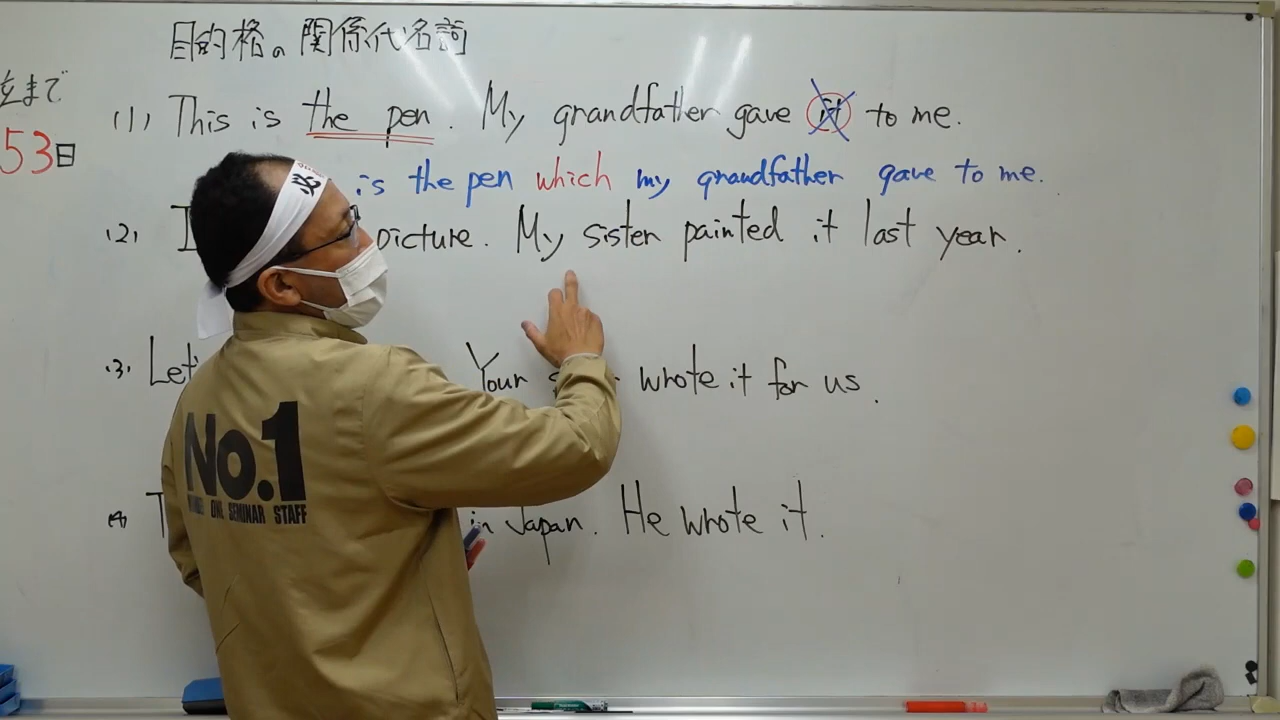 目的格の関係代名詞
立まで
53日
(1) This is the pen. My grandfather gave it to me.
is the pen which my grandfather gave to me.
(2) I picture. My sister painted it last year.
(3) Let's Your wrote it for us.
(4) T in Japan. He wrote it.
必
No.1
SEMINAR STAFF